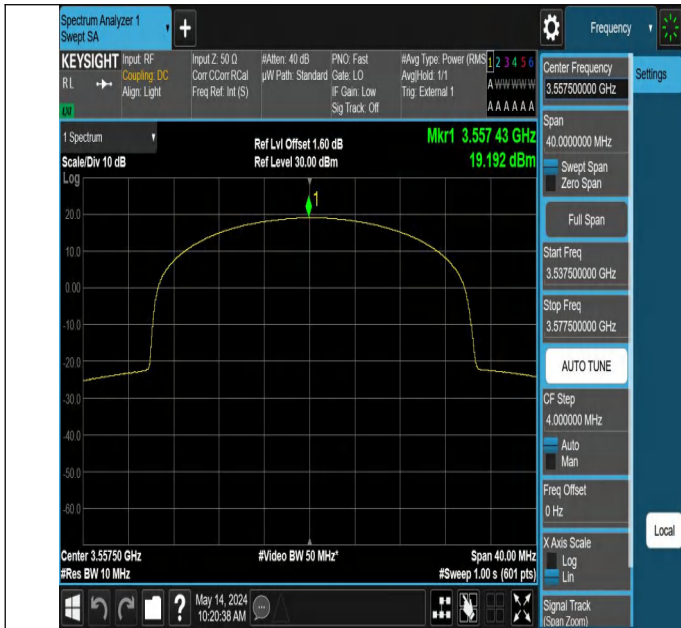 Spectrum Analyzer 1
Swept SA
+
Frequency
KEYSIGHT
RL
LXI
Input: RF
Coupling: DC
Align: Light
Input Z: 50 Ω
Corr CCorr RCal
Freq Ref: Int (S)
#Atten: 40 dB
µW Path: Standard
PNO: Fast
Gate: LO
IF Gain: Low
Sig Track: Off
#Avg Type: Power (RMS
Avg|Hold: 1/1
Trig: External 1
1 2 3 4 5 6
A W W W W W
A A A A A A
1 Spectrum
Scale/Div 10 dB
Log
Ref Lvl Offset 1.60 dB
Ref Level 30.00 dBm
Mkr1 3.557 43 GHz
19.192 dBm
1
20.0
10.0
0.00
-10.0
-20.0
-30.0
-40.0
-50.0
-60.0
Center 3.55750 GHz
#Res BW 10 MHz
#Video BW 50 MHz*
Span 40.00 MHz
#Sweep 1.00 s (601 pts)
Center Frequency
3.557500000 GHz
Settings
Span
40.0000000 MHz
Swept Span
Zero Span
Full Span
Start Freq
3.537500000 GHz
Stop Freq
3.577500000 GHz
AUTO TUNE
CF Step
4.000000 MHz
Auto
Man
Freq Offset
0 Hz
X Axis Scale
Log
Lin
Local
Signal Track
(Span Zoom)
?
May 14, 2024
10:20:38 AM